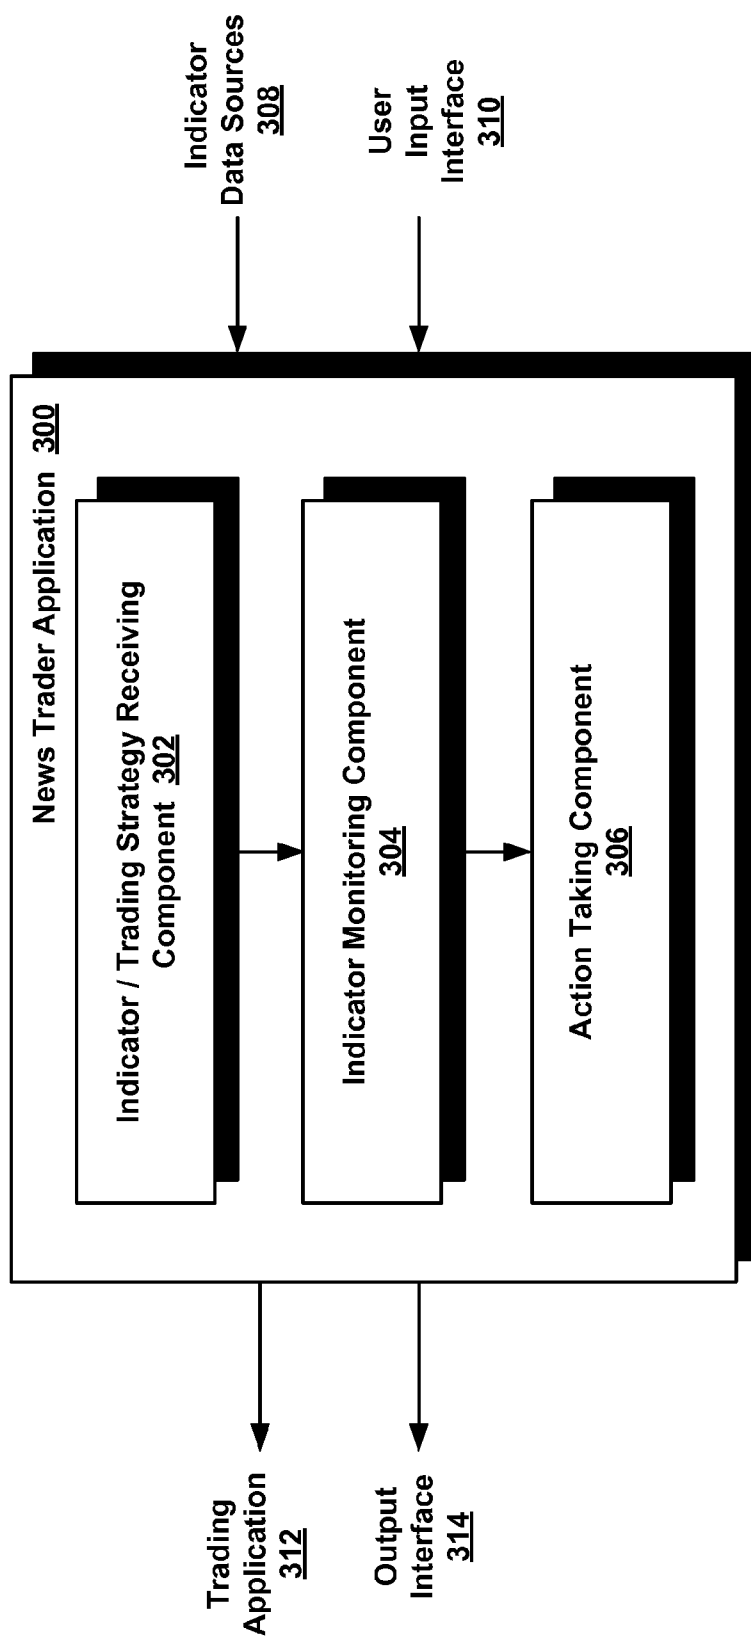 News Trader Application 300
Indicator / Trading Strategy Receiving
Component 302
Indicator Monitoring Component
304
Action Taking Component
306
Indicator
Data Sources
308
User
Input
Interface
310
Trading
Application
312
Output
Interface
314